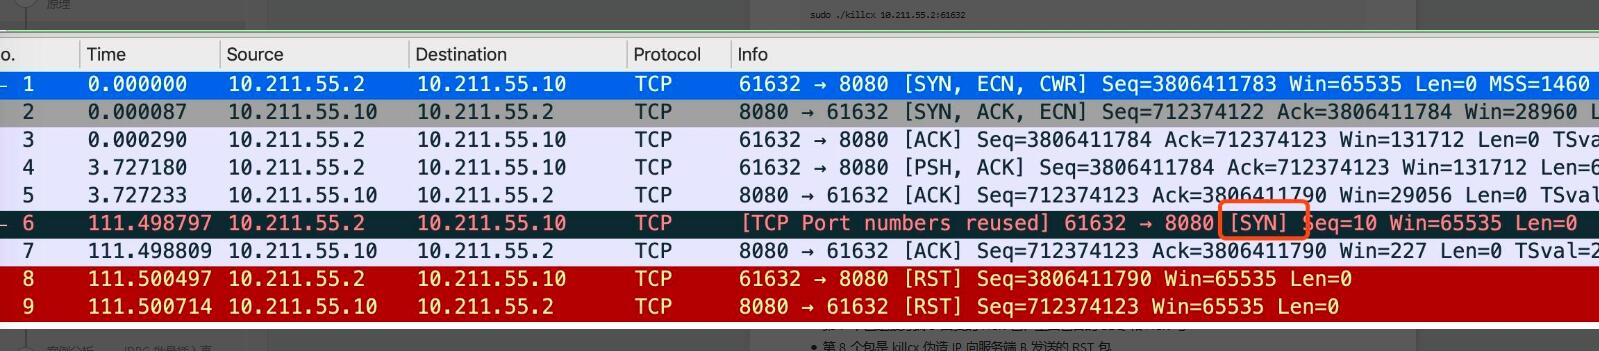 原理
sudo ./killcx 10.211.55.2:61632
o. Time Source Destination Protocol Info
1 0.000000 10.211.55.2 10.211.55.10 TCP 61632 → 8080 [SYN, ECN, CWR] Seq=3806411783 Win=65535 Len=0 MSS=1460
2 0.000087 10.211.55.10 10.211.55.2 TCP 8080 → 61632 [SYN, ACK, ECN] Seq=712374122 Ack=3806411784 Win=28960 L
3 0.000290 10.211.55.2 10.211.55.10 TCP 61632 → 8080 [ACK] Seq=3806411784 Ack=712374123 Win=131712 Len=0 TSva
4 3.727180 10.211.55.2 10.211.55.10 TCP 61632 → 8080 [PSH, ACK] Seq=3806411784 Ack=712374123 Win=131712 Len=6
5 3.727233 10.211.55.10 10.211.55.2 TCP 8080 → 61632 [ACK] Seq=712374123 Ack=3806411790 Win=29056 Len=0 TSval
6 111.498797 10.211.55.2 10.211.55.10 TCP [TCP Port numbers reused] 61632 → 8080 [SYN] Seq=10 Win=65535 Len=0
7 111.498809 10.211.55.10 10.211.55.2 TCP 8080 → 61632 [ACK] Seq=712374123 Ack=3806411790 Win=227 Len=0 TSval=2
8 111.500497 10.211.55.2 10.211.55.10 TCP 61632 → 8080 [RST] Seq=3806411790 Win=65535 Len=0
9 111.500714 10.211.55.10 10.211.55.2 TCP 8080 → 61632 [RST] Seq=712374123 Win=65535 Len=0
• 第 8 个包是 killcx 伪造 IP 向服务端 B 发送的 RST 包